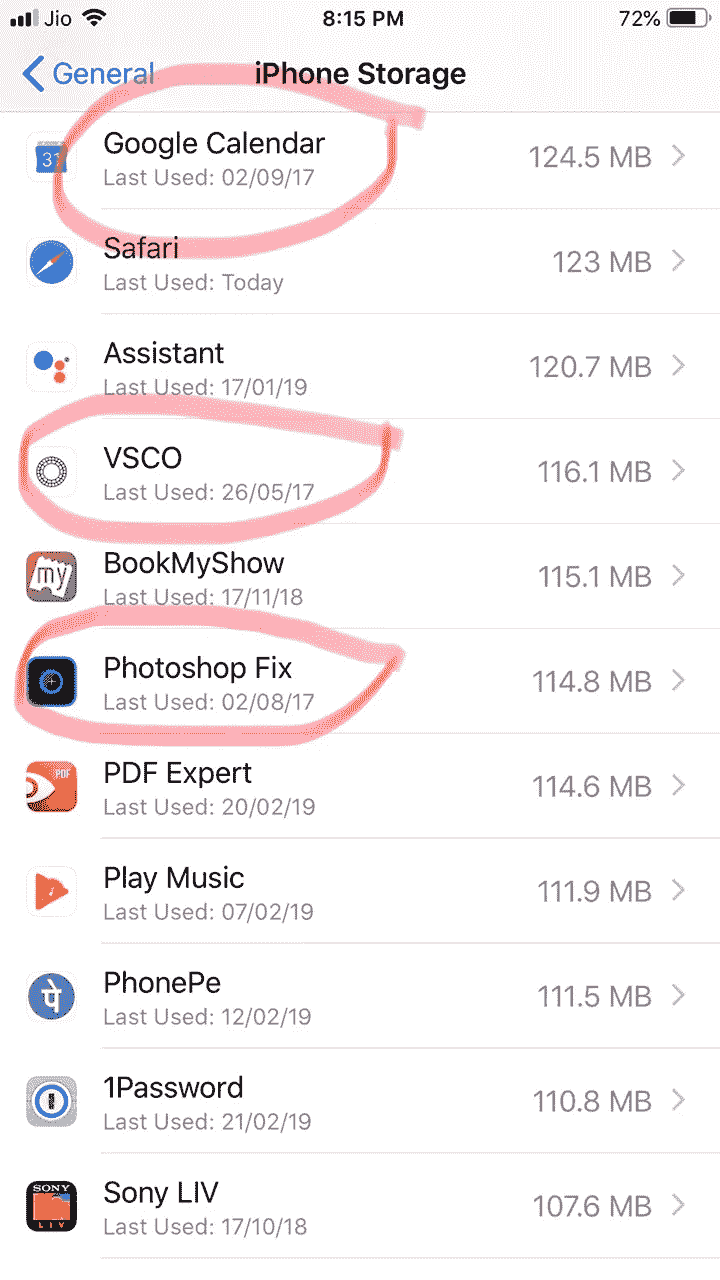 Jio 8:15 PM 72%
General iPhone Storage
31
Google Calendar
Last Used: 02/09/17
124.5 MB
Safari
Last Used: Today
123 MB
Assistant
Last Used: 17/01/19
120.7 MB
VSCO
Last Used: 26/05/17
116.1 MB
my
BookMyShow
Last Used: 17/11/18
115.1 MB
Photoshop Fix
Last Used: 02/08/17
114.8 MB
PDF
PDF Expert
Last Used: 20/02/19
114.6 MB
Play Music
Last Used: 07/02/19
111.9 MB
पे
PhonePe
Last Used: 12/02/19
111.5 MB
1Password
Last Used: 21/02/19
110.8 MB
SONY
LIV
Sony LIV
Last Used: 17/10/18
107.6 MB